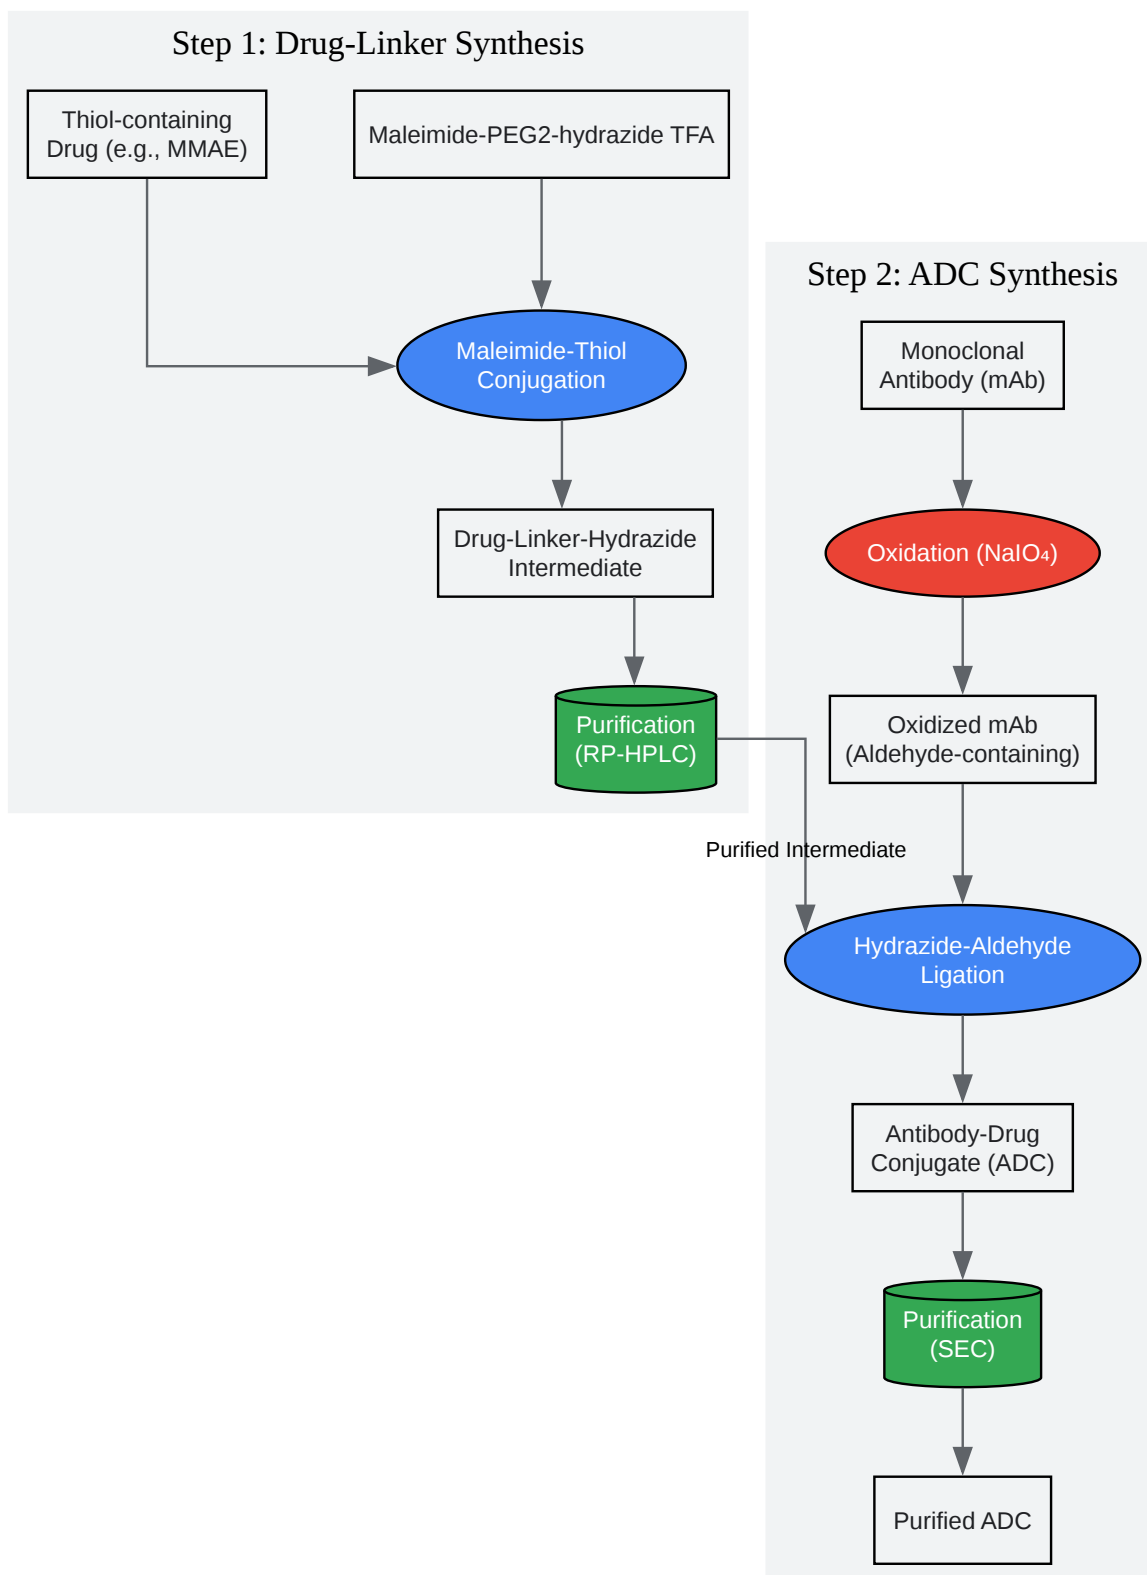 Step 1: Drug-Linker Synthesis
Thiol-containing
Drug (e.g., MMAE)
Maleimide-PEG2-hydrazide TFA
Maleimide-Thiol
Conjugation
Drug-Linker-Hydrazide
Intermediate
Purification
(RP-HPLC)
Purified Intermediate
Step 2: ADC Synthesis
Monoclonal
Antibody (mAb)
Oxidation (NaIO₄)
Oxidized mAb
(Aldehyde-containing)
Hydrazide-Aldehyde
Ligation
Antibody-Drug
Conjugate (ADC)
Purification
(SEC)
Purified ADC